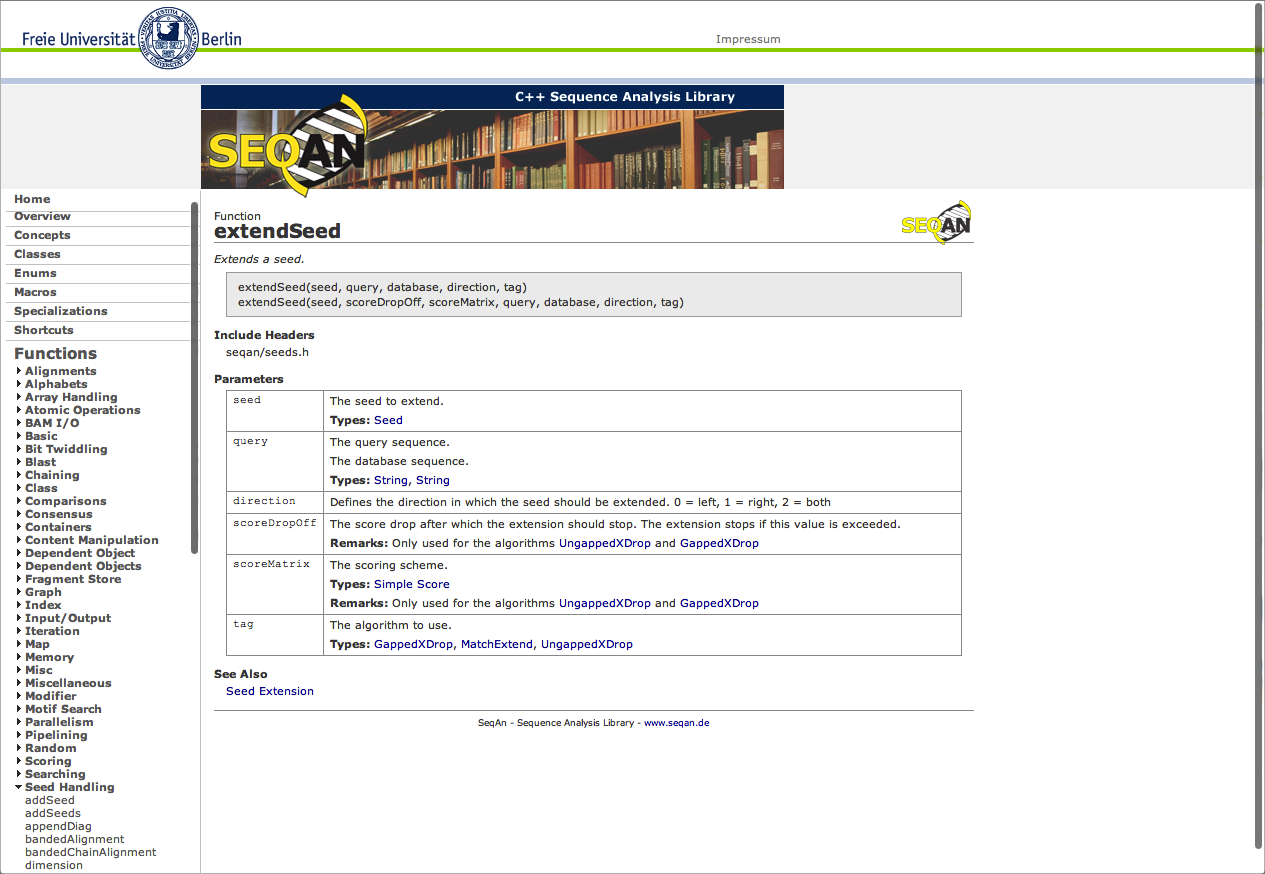 Freie Universität Berlin
Impressum
C++ Sequence Analysis Library
SEQAN
Home
Overview
Concepts
Classes
Enums
Macros
Specializations
Shortcuts
Functions
Alignments
Alphabets
Array Handling
Atomic Operations
BAM I/O
Basic
Bit Twiddling
Blast
Chaining
Class
Comparisons
Consensus
Containers
Content Manipulation
Dependent Object
Dependent Objects
Fragment Store
Graph
Index
Input/Output
Iteration
Map
Memory
Misc
Miscellaneous
Modifier
Motif Search
Parallelism
Pipelining
Random
Scoring
Searching
Seed Handling
addSeed
addSeeds
appendDiag
bandedAlignment
bandedChainAlignment
dimension
Function
extendSeed
SEQAN
Extends a seed.
extendSeed(seed, query, database, direction, tag)
extendSeed(seed, scoreDropOff, scoreMatrix, query, database, direction, tag)
Include Headers
seqan/seeds.h
Parameters
seed
The seed to extend.
Types: Seed
query
The query sequence.
The database sequence.
Types: String, String
direction
Defines the direction in which the seed should be extended. 0 = left, 1 = right, 2 = both
scoreDropOff
The score drop after which the extension should stop. The extension stops if this value is exceeded.
Remarks: Only used for the algorithms UngappedXDrop and GappedXDrop
scoreMatrix
The scoring scheme.
Types: Simple Score
Remarks: Only used for the algorithms UngappedXDrop and GappedXDrop
tag
The algorithm to use.
Types: GappedXDrop, MatchExtend, UngappedXDrop
See Also
Seed Extension
SeqAn - Sequence Analysis Library - www.seqan.de